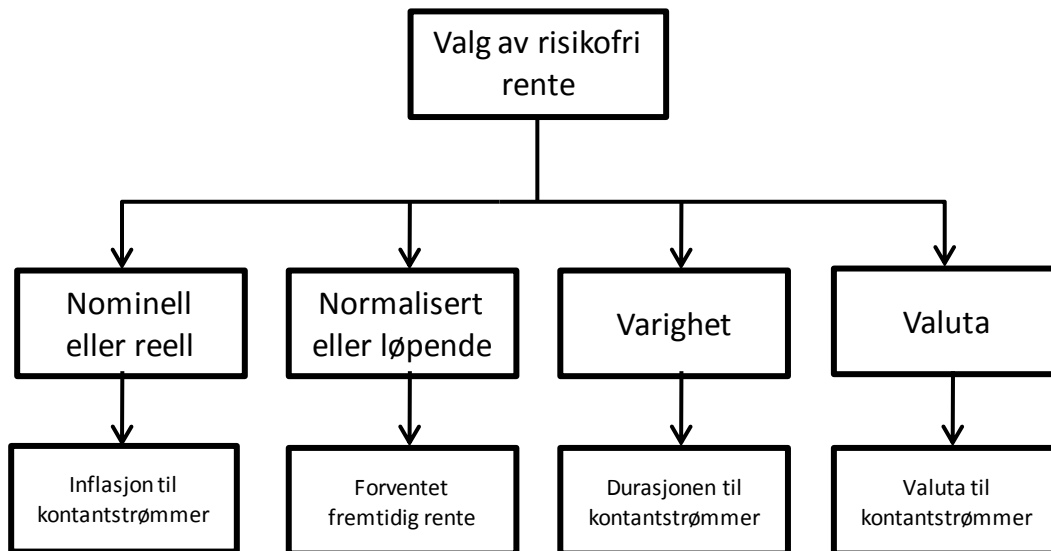 Valg av risikofri
rente
Nominell
eller reell
Normalisert
eller løpende
Varighet
Valuta
Inflasjon til
kontantstrømmer
Forventet
fremtidig rente
Durasjonen til
kontantstrømmer
Valuta til
kontantstrømmer